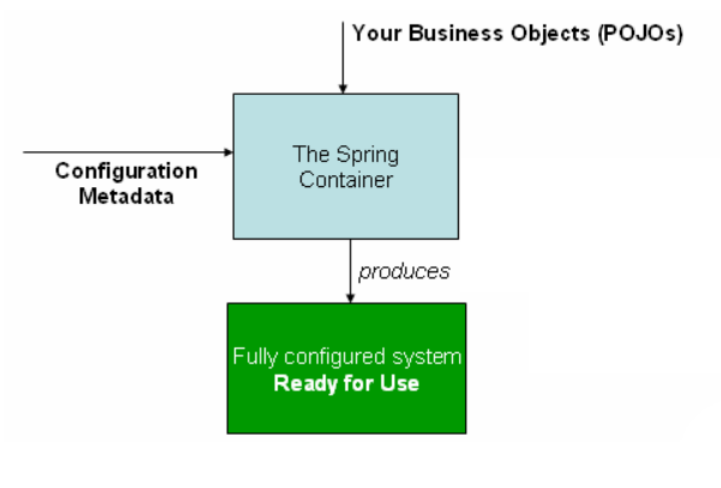 Your Business Objects (POJOs)
The Spring
Container
Configuration
Metadata
produces
Fully configured system
Ready for Use